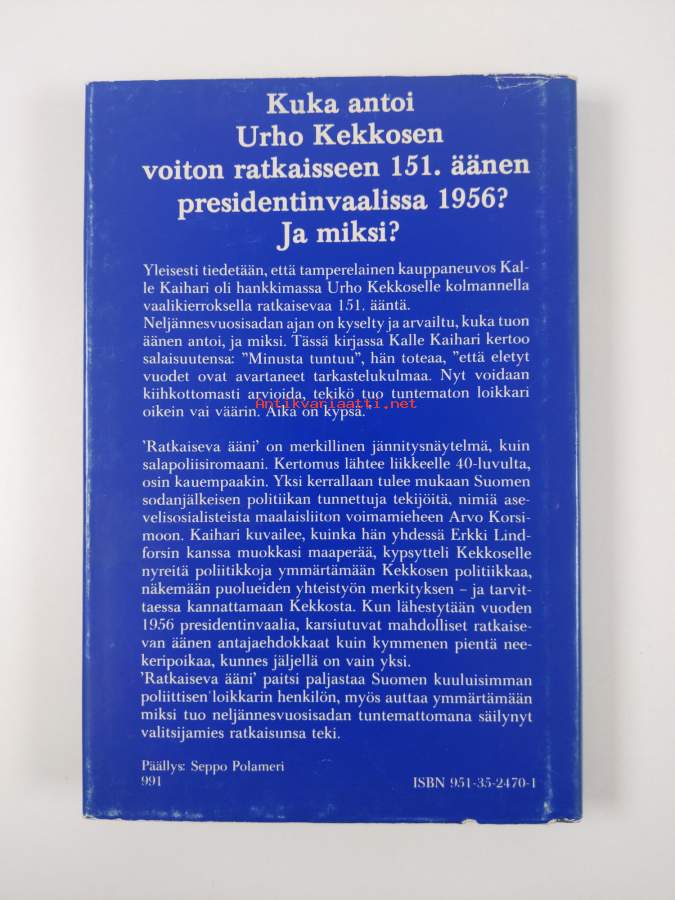 Kuka antoi
Urho Kekkosen
voiton ratkaisseen 151. äänen
presidentinvaalissa 1956?
Ja miksi?
Yleisesti tiedetään, että tamperelainen kauppaneuvos Kal-
le Kaihari oli hankkimassa Urho Kekkoselle kolmannella
vaalikierroksella ratkaisevaa 151. ääntä.
Neljännesvuosisadan ajan on kyselty ja arvailtu, kuka tuon
äänen antoi, ja miksi. Tässä kirjassa Kalle Kaihari kertoo
salaisuutensa: "Minusta tuntuu", hän toteaa, "että eletyt
vuodet ovat avartaneet tarkastelukulmaa. Nyt voidaan
kiihkottomasti arvioida, tekikö tuo tuntematon loikkari
oikein vai väärin. Aika on kypsä."
Antikvariaatti.net
'Ratkaiseva ääni' on merkillinen jännitysnäytelmä, kuin
salapoliisiromaani. Kertomus lähtee liikkeelle 40-luvulta,
osin kauempaakin. Yksi kerrallaan tulee mukaan Suomen
sodanjälkeisen politiikan tunnettuja tekijöitä, nimiä ase-
velisosialisteista maalaisliiton voimamieheen Arvo Korsi-
moon. Kaihari kuvailee, kuinka hän yhdessä Erkki Lind-
forsin kanssa muokkasi maaperää, kypsytteli Kekkoselle
nyreitä poliitikkoja ymmärtämään Kekkosen politiikkaa,
näkemään puolueiden yhteistyön merkityksen – ja tarvit-
taessa kannattamaan Kekkosta. Kun lähestytään vuoden
1956 presidentinvaalia, karsiutuvat mahdolliset ratkaise-
van äänen antajaehdokkaat kuin kymmenen pientä nee-
keripoikaa, kunnes jäljellä on vain yksi.
'Ratkaiseva ääni' paitsi paljastaa Suomen kuuluisimman
poliittisen loikkarin henkilön, myös auttaa ymmärtämään
miksi tuo neljännesvuosisadan tuntemattomana säilynyt
valitsijamies ratkaisunsa teki.
Päällys: Seppo Polameri
991
ISBN 951-35-2470-1